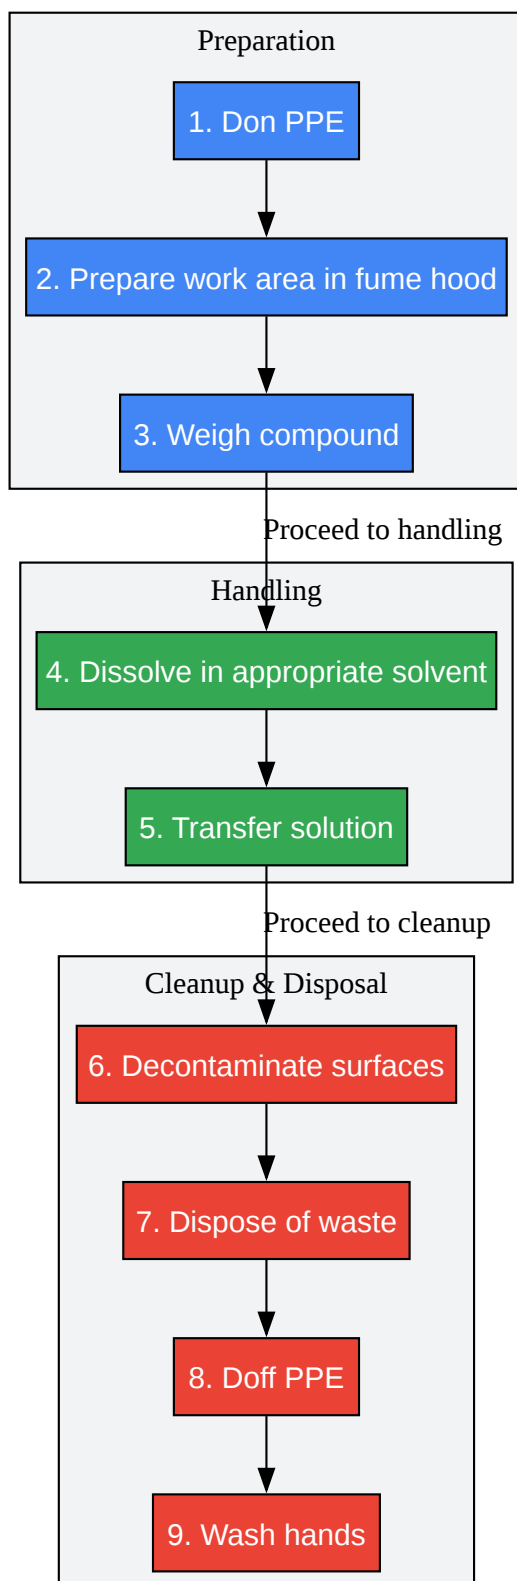 Preparation
1. Don PPE
2. Prepare work area in fume hood
3. Weigh compound
Proceed to handling
Handling
4. Dissolve in appropriate solvent
5. Transfer solution
Proceed to cleanup
Cleanup & Disposal
6. Decontaminate surfaces
7. Dispose of waste
8. Doff PPE
9. Wash hands